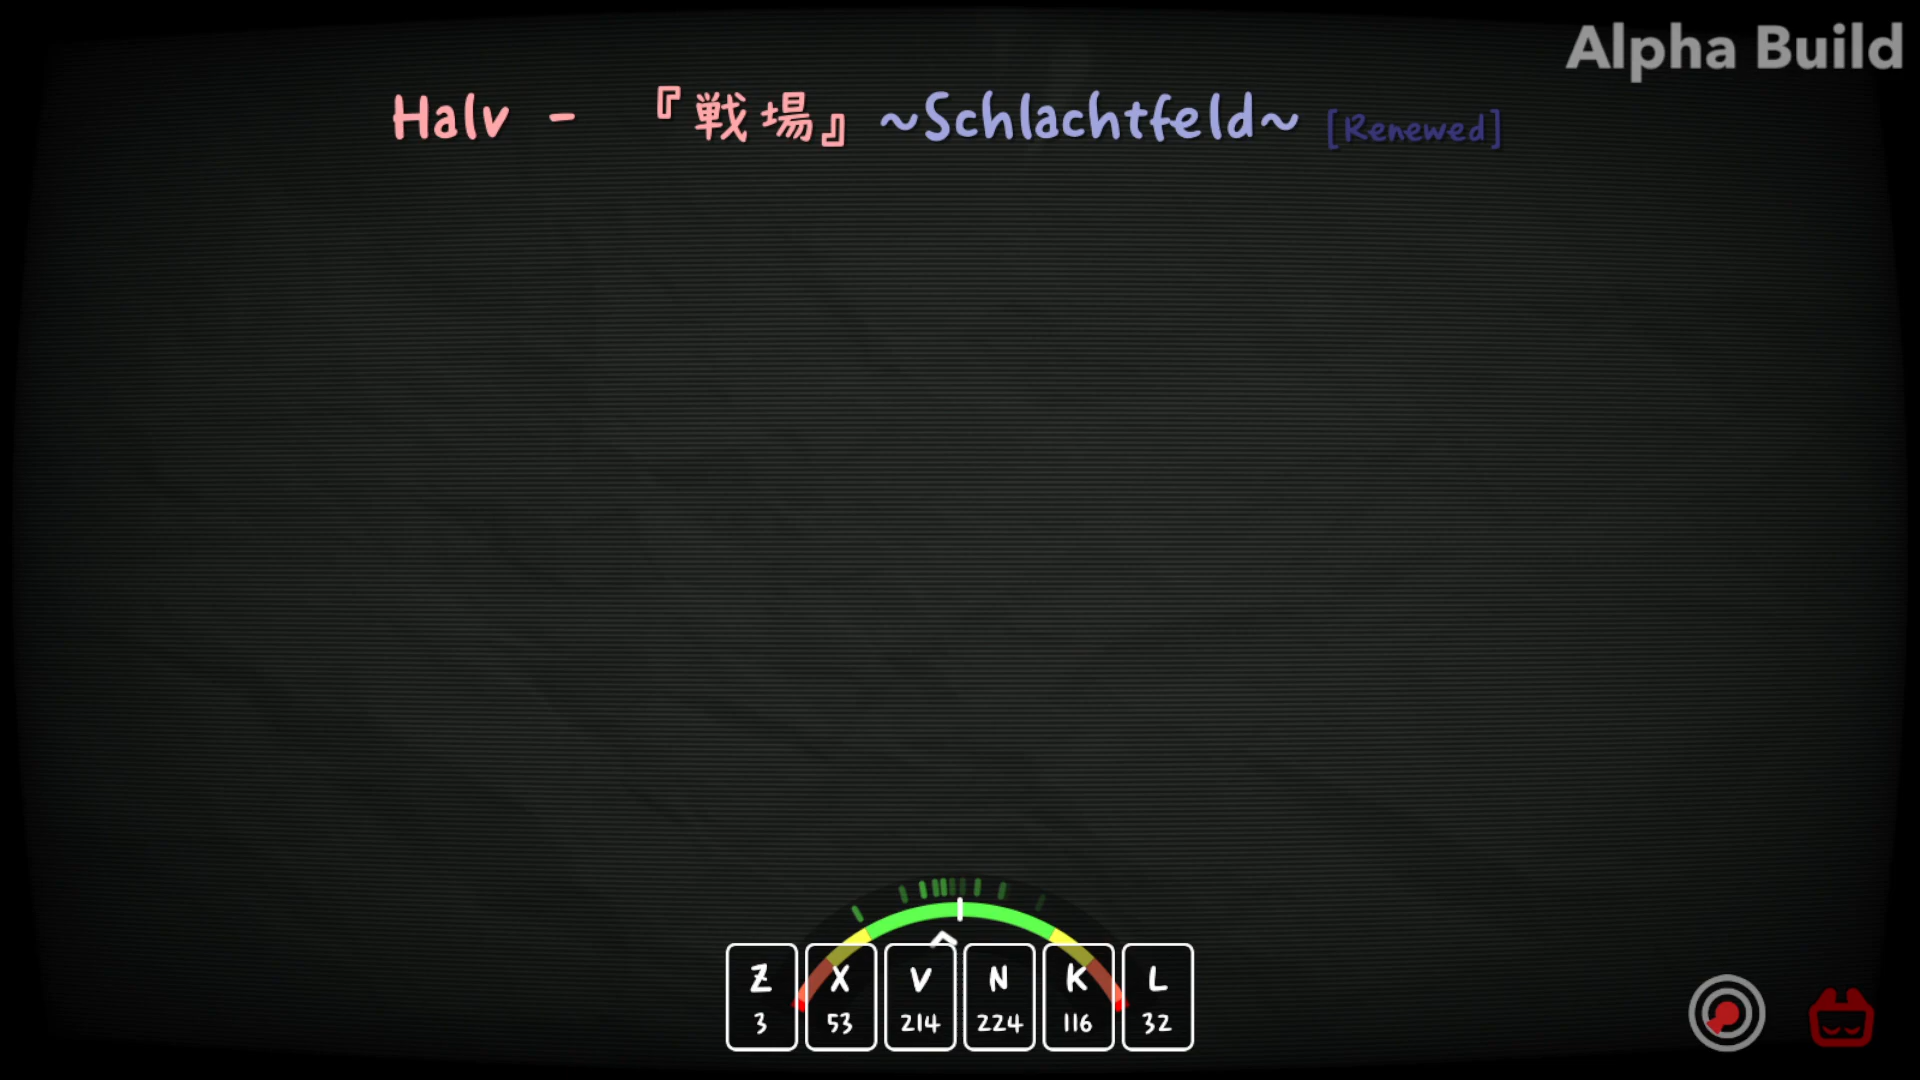 Alpha Build
Halv - 『戦場』 ~Schlachtfeld~ [Renewed]
Z X V N K L
3 53 214 224 116 32